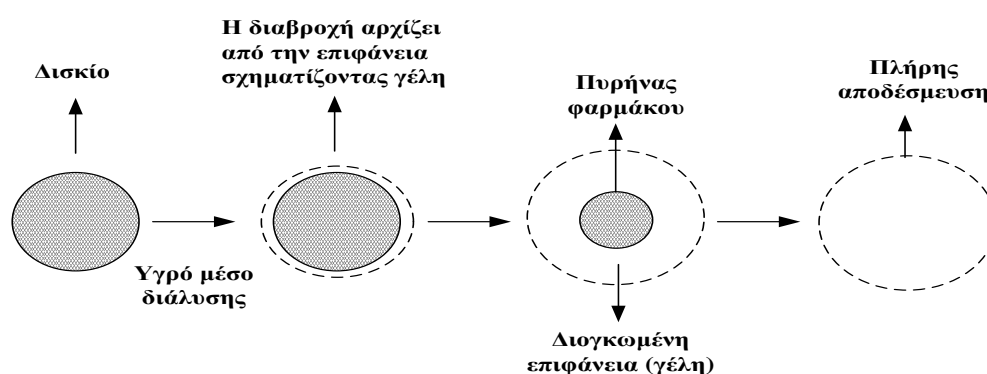 Δισκίο
Η διαβροχή αρχίζει
από την επιφάνεια
σχηματίζοντας γέλη
Πυρήνας
φαρμάκου
Πλήρης
αποδέσμευση
Υγρό μέσο
διάλυσης
Διογκωμένη
επιφάνεια (γέλη)